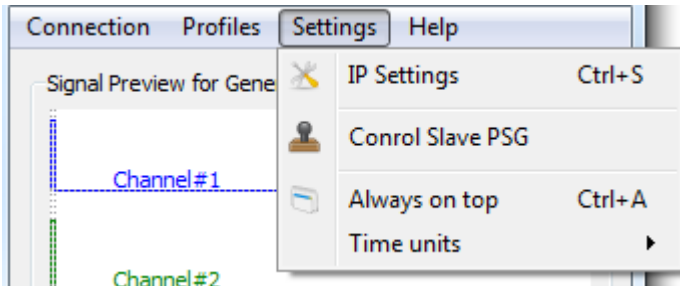 Connection Profiles Settings Help
Signal Preview for Gene
IP Settings Ctrl+S
Conrol Slave PSG
Channel#1
Always on top Ctrl+A
Time units
Channel#2